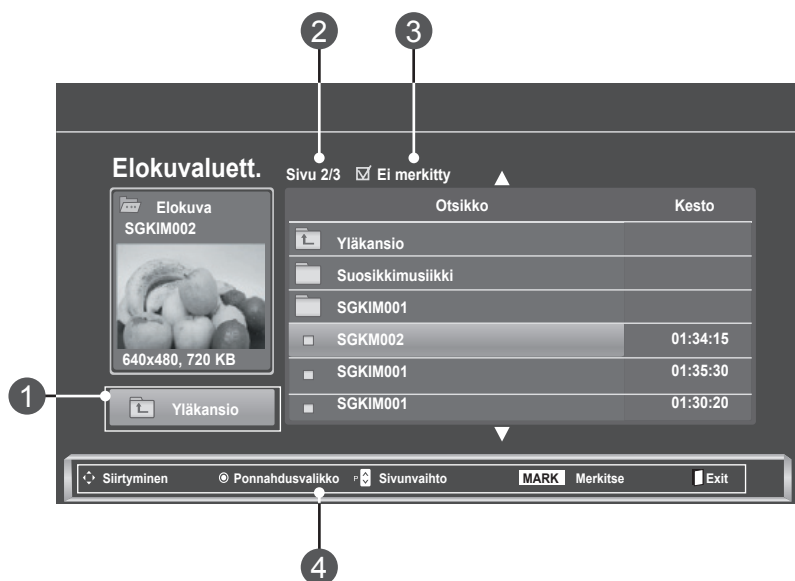 2
3
Elokuvaluett.
Sivu 2/3 ☑ Ei merkitty
Elokuva
SGKIM002
640x480, 720 KB
1
Yläkansio
Otsikko Kesto
Yläkansio
Suosikkimusiikki
SGKIM001
SGKM002 01:34:15
SGKIM001 01:35:30
SGKIM001 01:30:20
Siirtyminen Ponnahdusvalikko P Sivunvaihto MARK Merkitse Exit
4